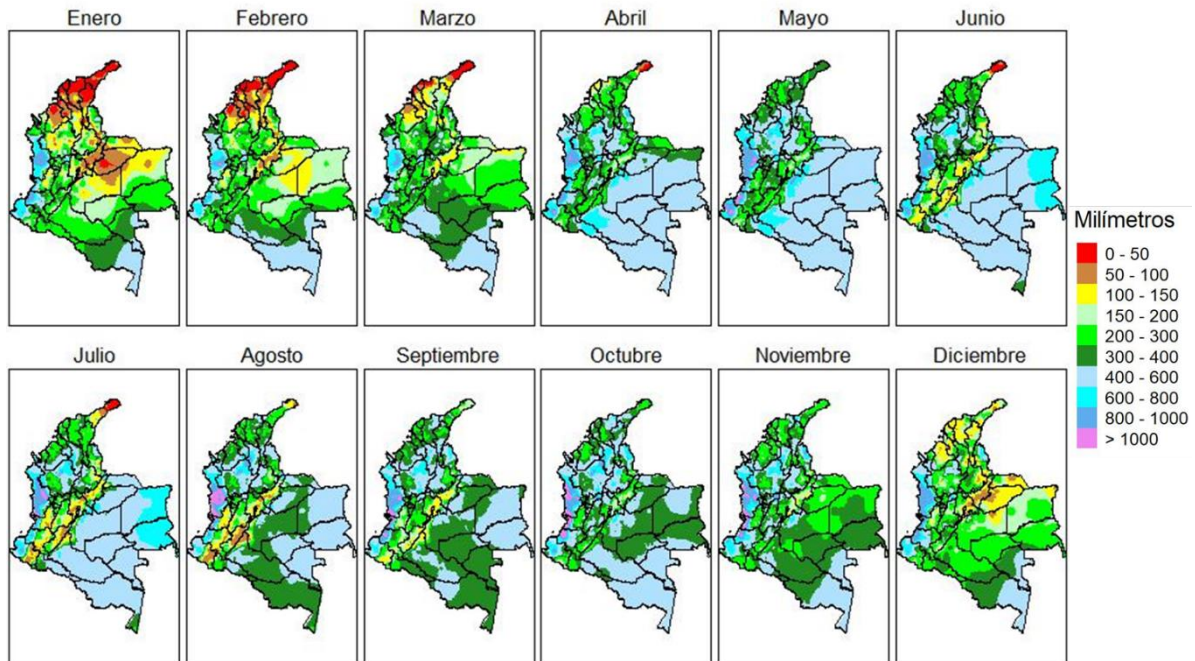 Enero
Febrero
Marzo
Abril
Mayo
Junio
Milímetros
0 - 50
50 - 100
100 - 150
150 - 200
200 - 300
300 - 400
400 - 600
600 - 800
800 - 1000
> 1000
Julio
Agosto
Septiembre
Octubre
Noviembre
Diciembre